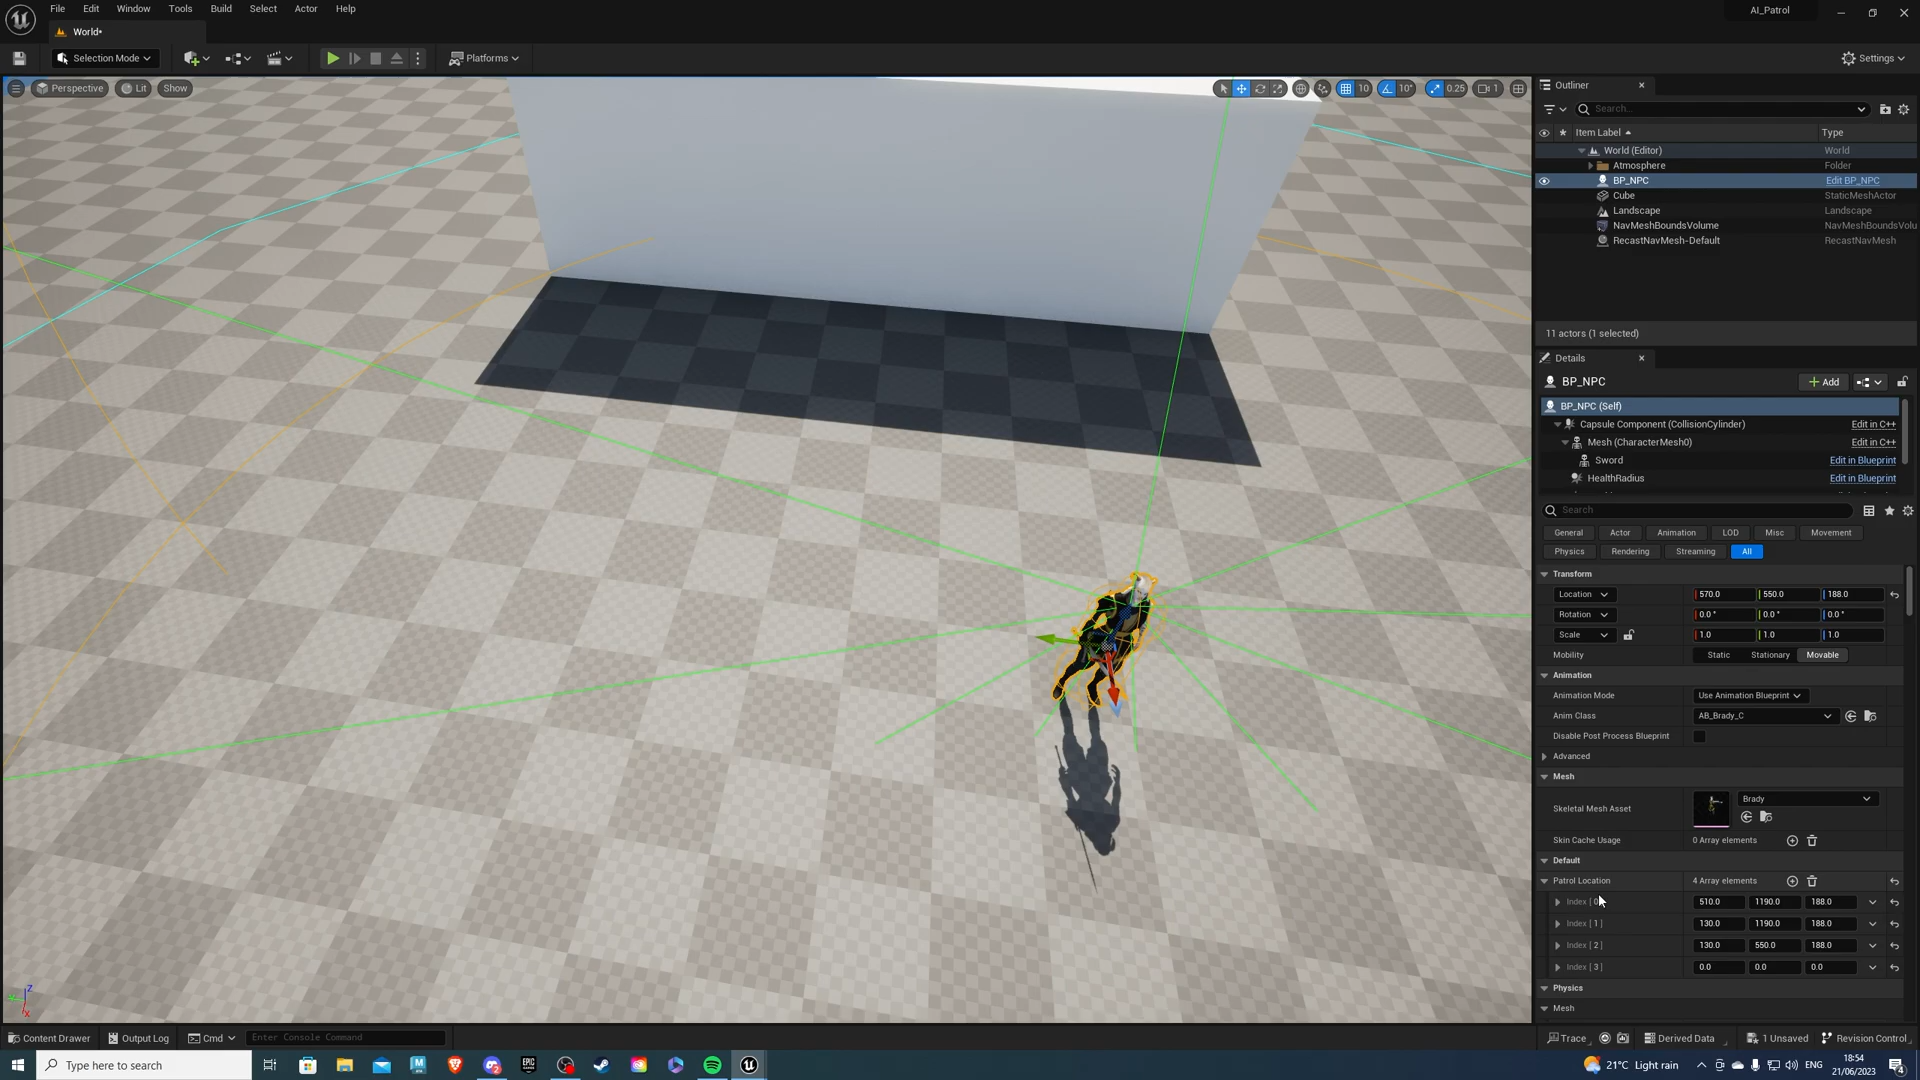 File Edit Window Tools Build Select Actor Help
AI_Patrol
World•
Selection Mode
Platforms
Settings
Perspective Lit Show
10 10° 0.25 1
Outliner
Search...
Item Label Type
World (Editor) World
Atmosphere Folder
BP_NPC Edit BP_NPC
Cube StaticMeshActor
Landscape Landscape
NavMeshBoundsVolume NavMeshBoundsVolu
RecastNavMesh-Default RecastNavMesh
11 actors (1 selected)
Details
BP_NPC
Add
BP_NPC (Self)
Capsule Component (CollisionCylinder) Edit in C++
Mesh (CharacterMesh0) Edit in C++
Sword Edit in Blueprint
HealthRadius Edit in Blueprint
Search
General Actor Animation LOD Misc Movement
Physics Rendering Streaming All
Transform
Location 570.0 550.0 188.0
Rotation 0.0 ° 0.0 ° 0.0 °
Scale 1.0 1.0 1.0
Mobility Static Stationary Movable
Animation
Animation Mode Use Animation Blueprint
Anim Class AB_Brady_C
Disable Post Process Blueprint
Advanced
Mesh
Skeletal Mesh Asset Brady
Skin Cache Usage 0 Array elements
Default
Patrol Location 4 Array elements
Index [ 510.0 1190.0 188.0
Index [ 1 ] 130.0 1190.0 188.0
Index [ 2 ] 130.0 550.0 188.0
Index [ 3 ] 0.0 0.0 0.0
Physics
Mesh
Z
X
Content Drawer Output Log Cmd Enter Console Command
Trace Derived Data 1 Unsaved Revision Control
Type here to search
21°C Light rain
ENG
18:54
21/06/2023
4